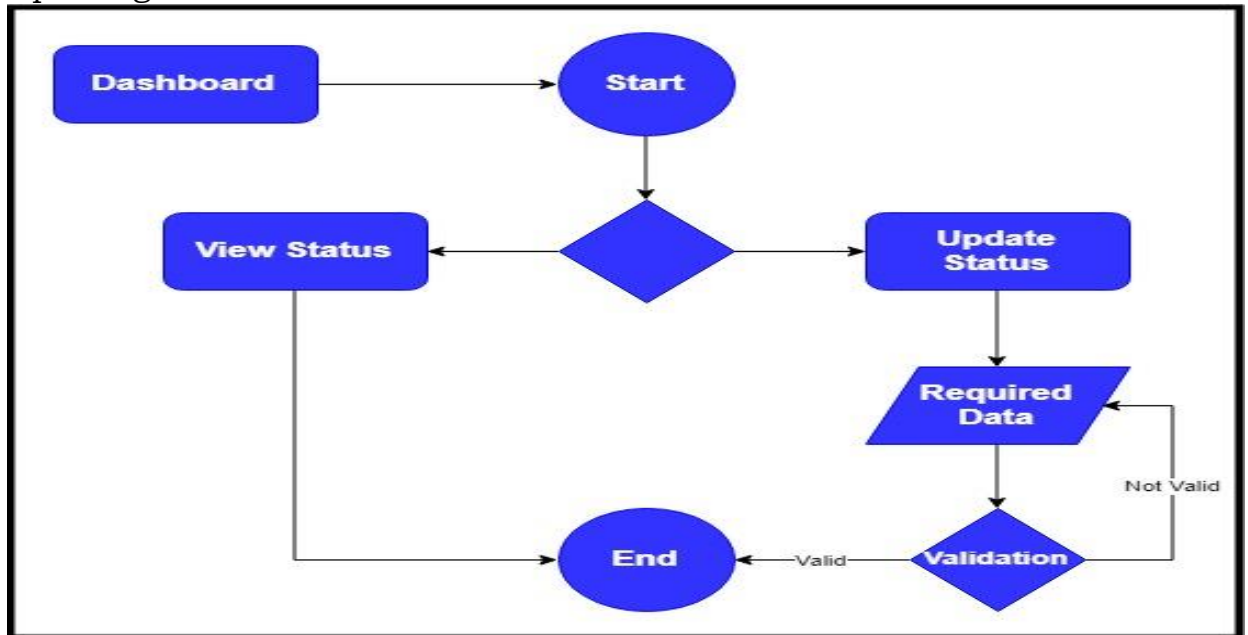 Dashboard
Start
View Status
Update
Status
Required
Data
Not Valid
End
Valid
Validation